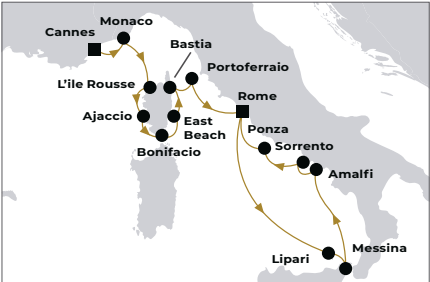 Monaco
Cannes
Bastia
Portoferraio
L'ile Rousse
Rome
Ajaccio
East
Beach
Ponza
Sorrento
Bonifacio
Amalfi
Messina
Lipari